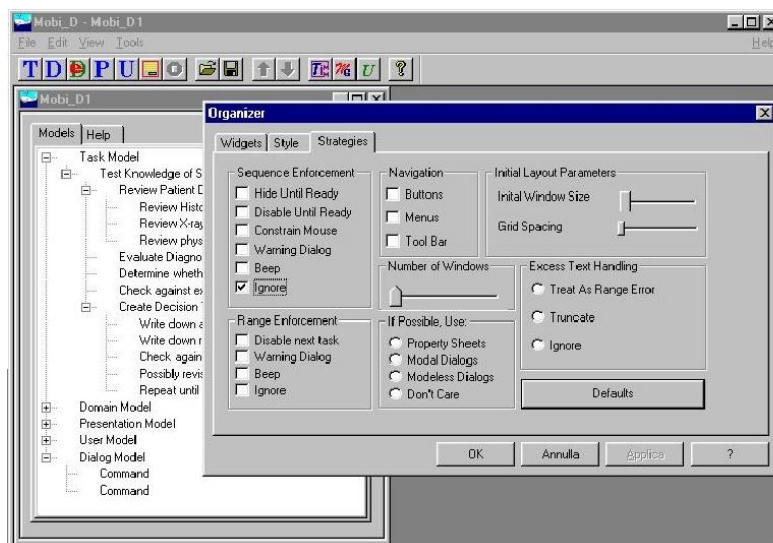 Mobi_D - Mobi_D1
File Edit View Tools Help
T D P U U ?
Mobi_D1
Models Help
Task Model
Test Knowledge of S
Review Patient D
Review Histo
Review X-ray
Review phys
Evaluate Diagno
Determine wheth
Check against ex
Create Decision T
Write down a
Write down r
Check again
Possibly revis
Repeat until
Domain Model
Presentation Model
User Model
Dialog Model
Command
Command
Organizer
Widgets Style Strategies
Sequence Enforcement
Hide Until Ready
Disable Until Ready
Constrain Mouse
Warning Dialog
Beep
Ignore
Range Enforcement
Disable next task
Warning Dialog
Beep
Ignore
Navigation
Buttons
Menus
Tool Bar
Number of Windows
If Possible, Use:
Property Sheets
Modal Dialogs
Modeless Dialogs
Don't Care
Initial Layout Parameters
Inital Window Size
Grid Spacing
Excess Text Handling
Treat As Range Error
Truncate
Ignore
Defaults
OK Annulla Applica ?